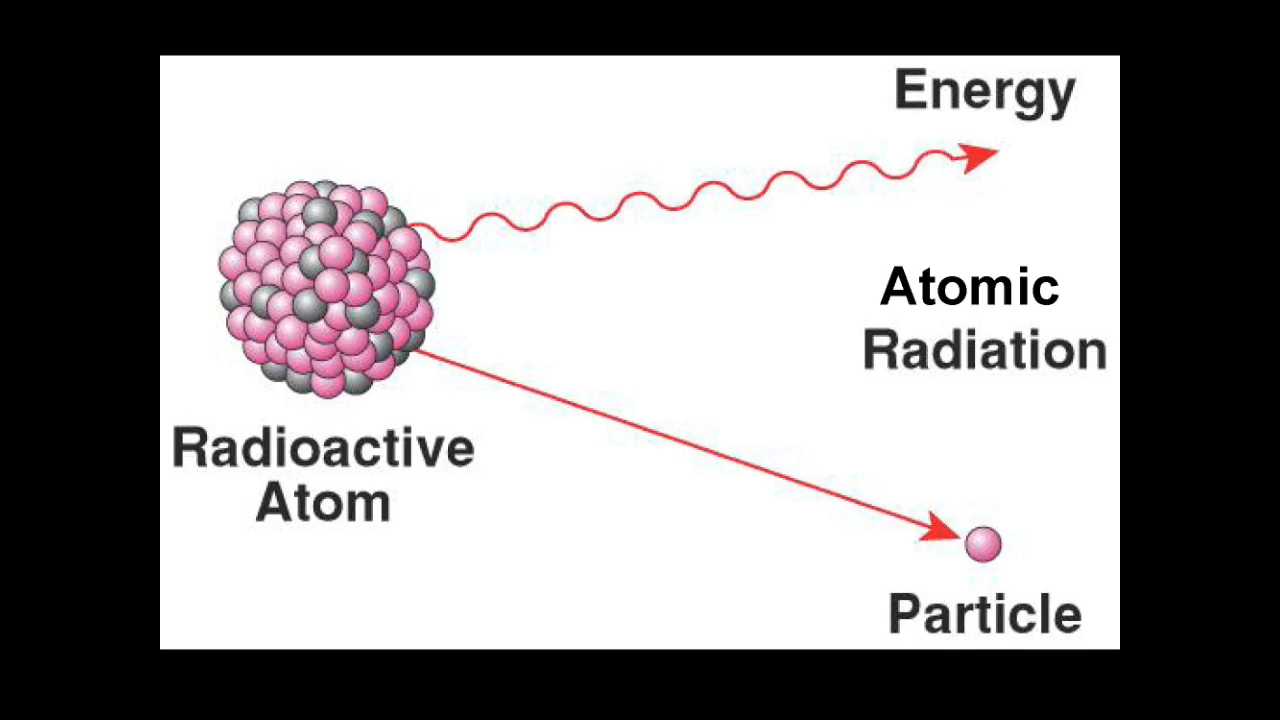 Energy
Atomic
Radiation
Radioactive
Atom
Particle